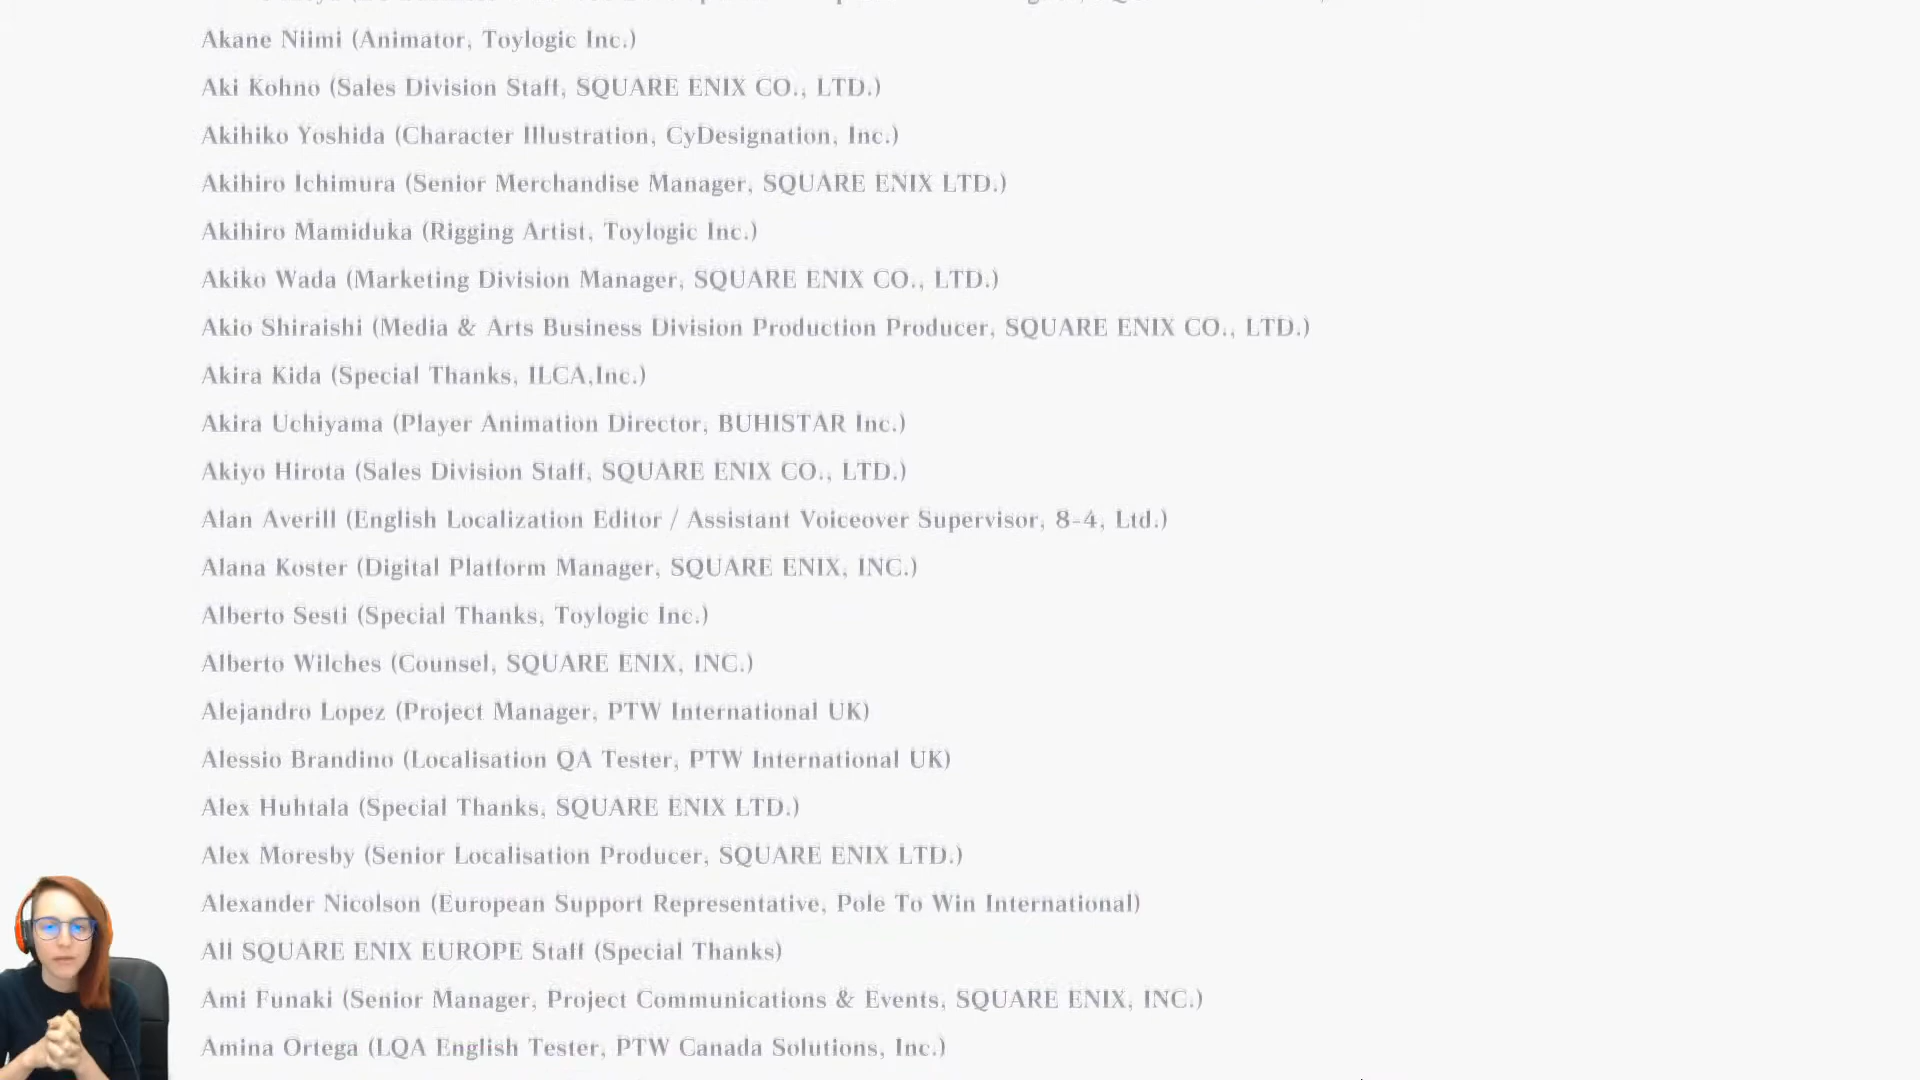 Akane Niimi (Animator, Toylogic Inc.)
Aki Kohno (Sales Division Staff, SQUARE ENIX CO., LTD.)
Akihiko Yoshida (Character Illustration, CyDesignation, Inc.)
Akihiro Ichimura (Senior Merchandise Manager, SQUARE ENIX LTD.)
Akihiro Mamiduka (Rigging Artist, Toylogic Inc.)
Akiko Wada (Marketing Division Manager, SQUARE ENIX CO., LTD.)
Akio Shiraishi (Media & Arts Business Division Production Producer, SQUARE ENIX CO., LTD.)
Akira Kida (Special Thanks, ILCA,Inc.)
Akira Uchiyama (Player Animation Director, BUHISTAR Inc.)
Akiyo Hirota (Sales Division Staff, SQUARE ENIX CO., LTD.)
Alan Averill (English Localization Editor / Assistant Voiceover Supervisor, 8-4, Ltd.)
Alana Koster (Digital Platform Manager, SQUARE ENIX, INC.)
Alberto Sesti (Special Thanks, Toylogic Inc.)
Alberto Wilches (Counsel, SQUARE ENIX, INC.)
Alejandro Lopez (Project Manager, PTW International UK)
Alessio Brandino (Localisation QA Tester, PTW International UK)
Alex Huhtala (Special Thanks, SQUARE ENIX LTD.)
Alex Moresby (Senior Localisation Producer, SQUARE ENIX LTD.)
Alexander Nicolson (European Support Representative, Pole To Win International)
All SQUARE ENIX EUROPE Staff (Special Thanks)
Ami Funaki (Senior Manager, Project Communications & Events, SQUARE ENIX, INC.)
Amina Ortega (LQA English Tester, PTW Canada Solutions, Inc.)